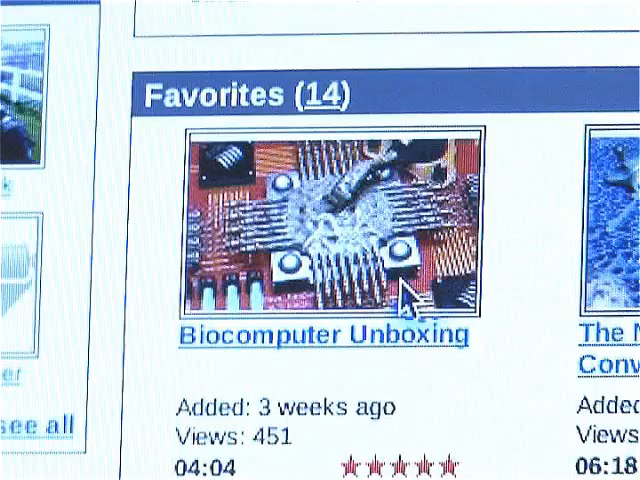 Favorites (14)
Biocomputer Unboxing
Added: 3 weeks ago
Views: 451
04:04
The
Conv
Added
Views
06:18
see all